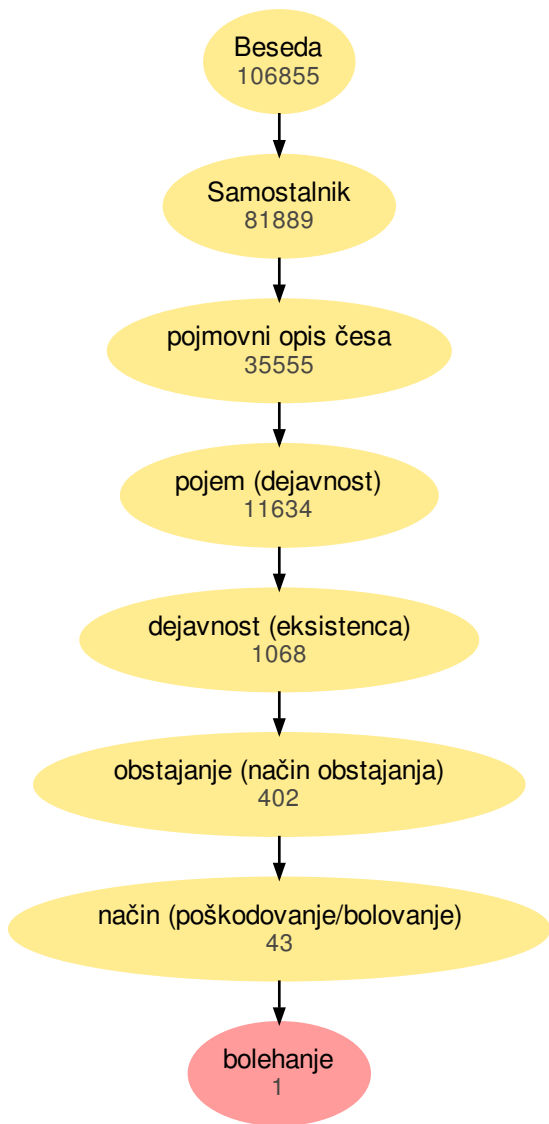 Beseda
106855
Samostalnik
81889
pojmovni opis česa
35555
pojem (dejavnost)
11634
dejavnost (eksistenca)
1068
obstajanje (način obstajanja)
402
način (poškodovanje/bolovanje)
43
bolehanje
1